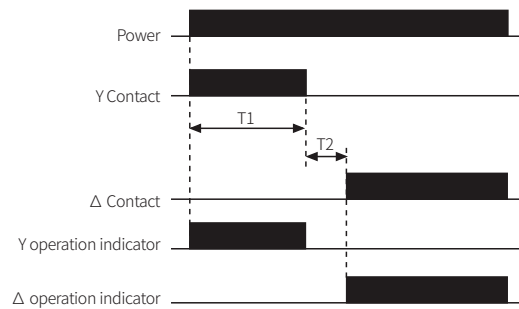 Power
Y Contact
T1
T2
Δ Contact
Y operation indicator
Δ operation indicator